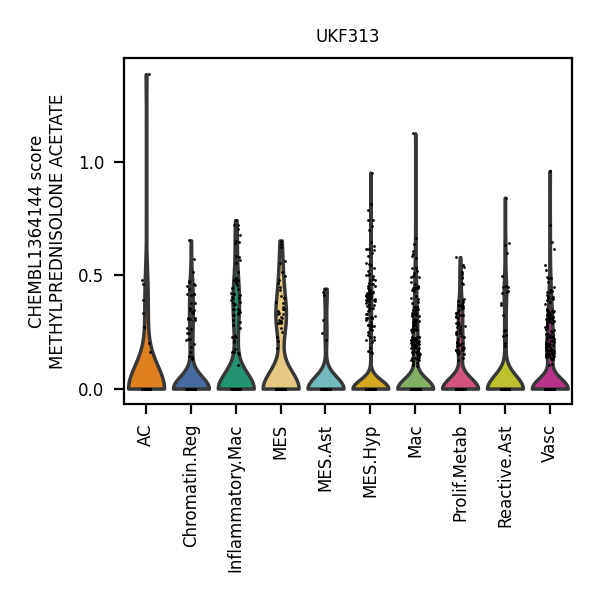 UKF313
CHEMBL1364144 score
METHYLPREDNISOLONE ACETATE
1.0
0.5
0.0
AC
Chromatin.Reg
Inflammatory.Mac
MES
MES.Ast
MES.Hyp
Mac
Prolif.Metab
Reactive.Ast
Vasc